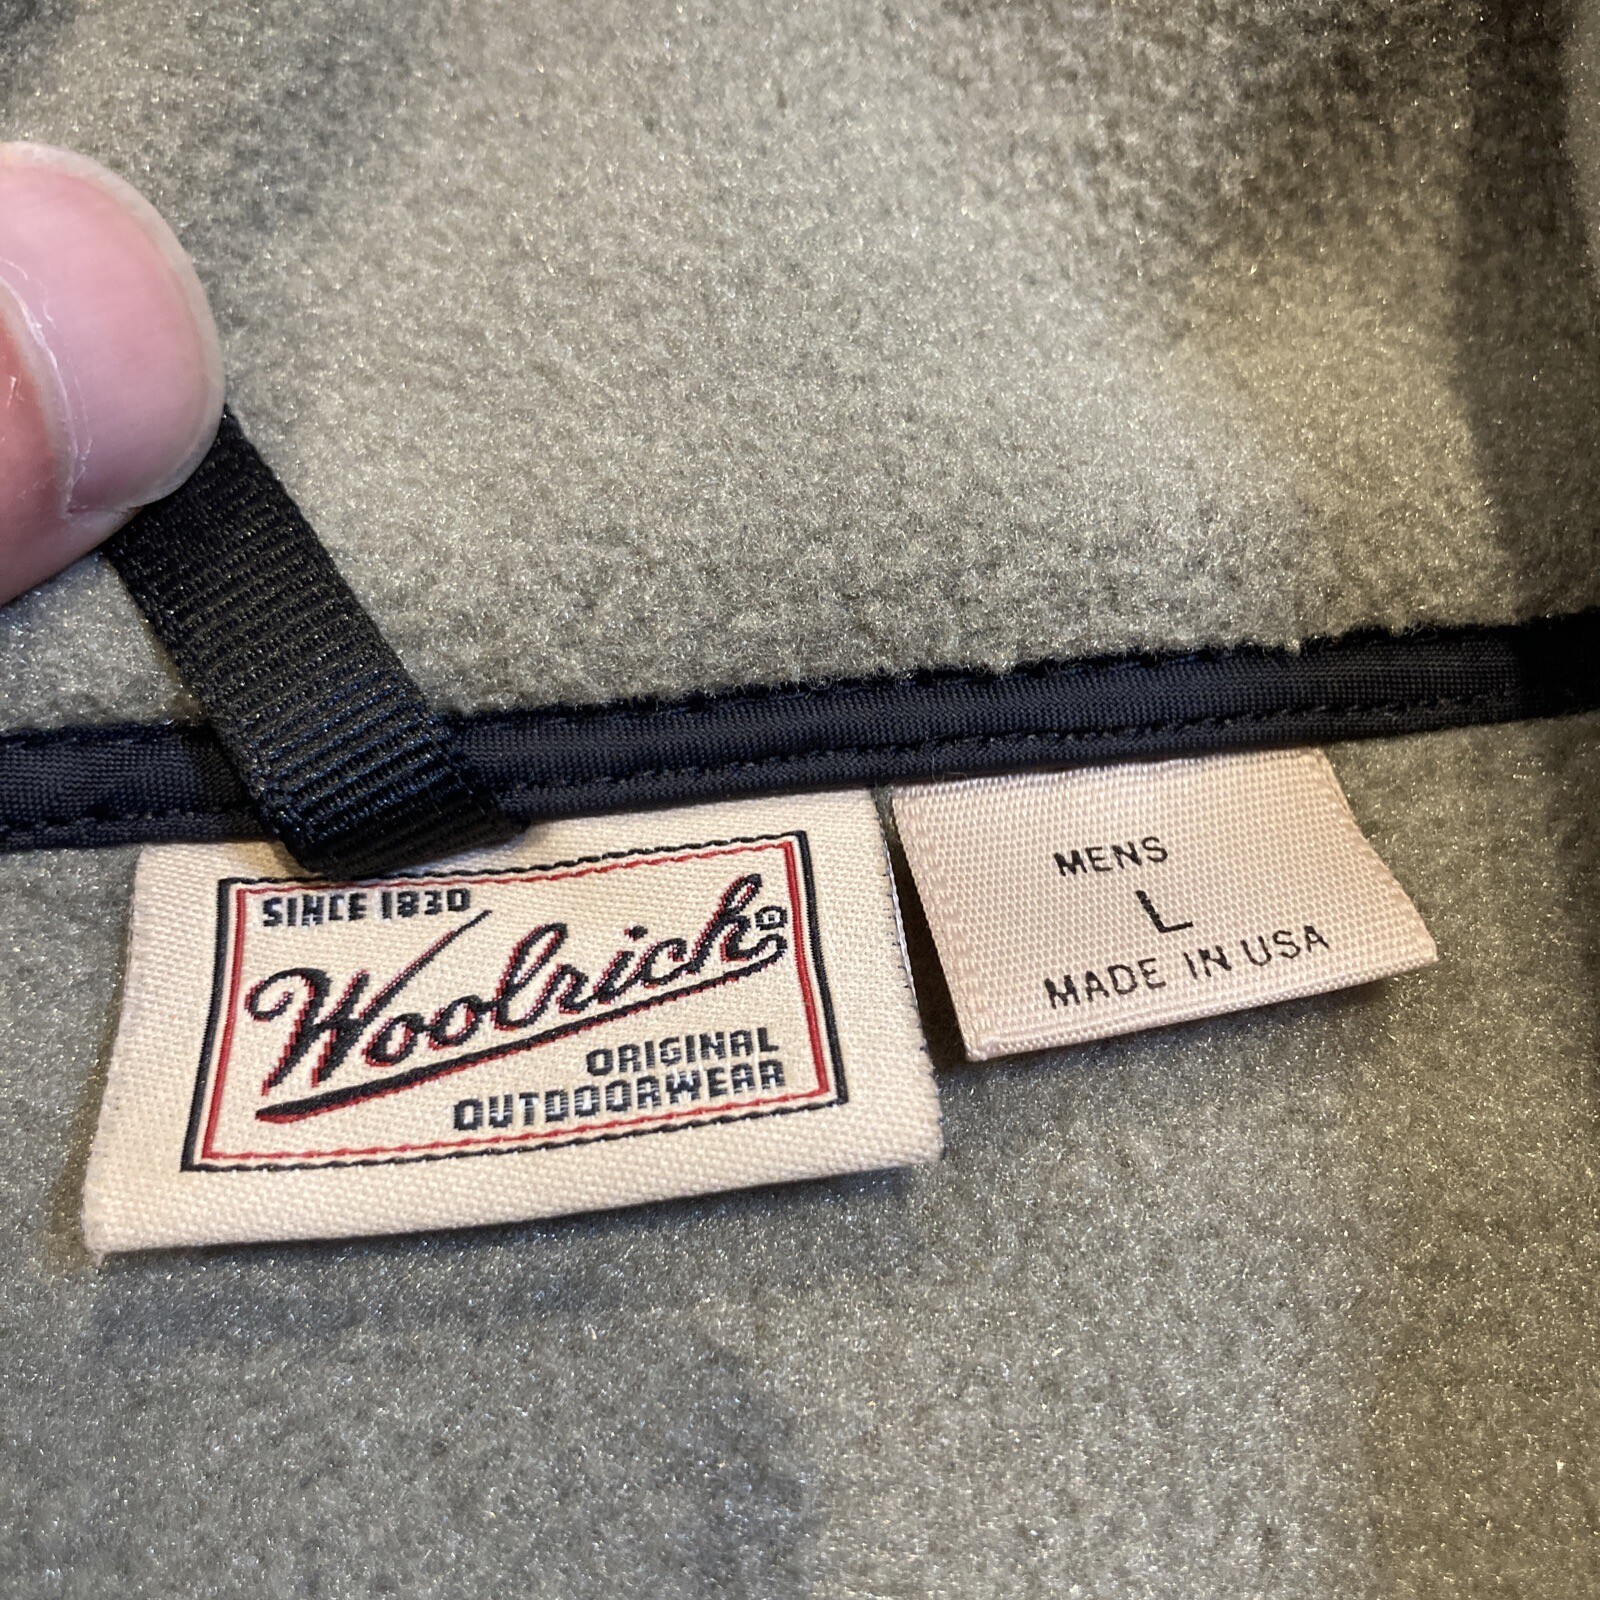 SINCE 1830
Woolrich®
ORIGINAL
OUTDOORWEAR
MENS
L
MADE IN USA